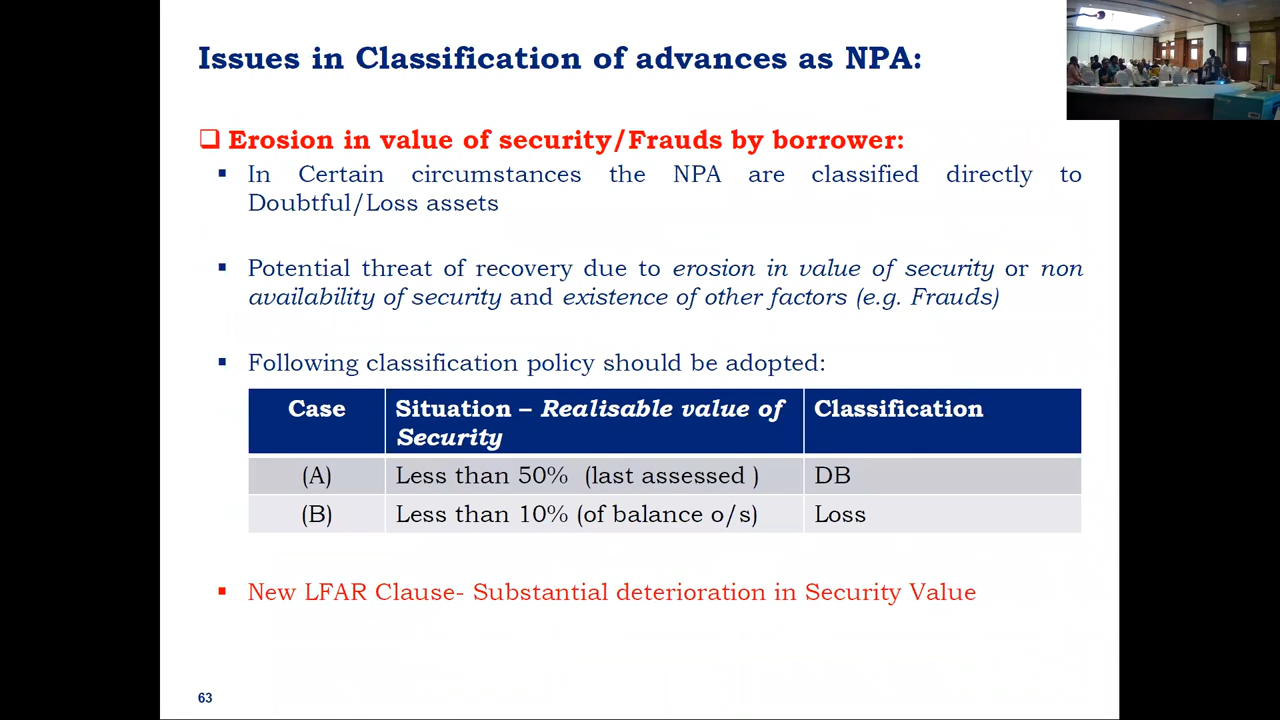 Issues in Classification of advances as NPA:
❑ Erosion in value of security/Frauds by borrower:
▪ In Certain circumstances the NPA are classified directly to
Doubtful/Loss assets
▪ Potential threat of recovery due to erosion in value of security or non
availability of security and existence of other factors (e.g. Frauds)
▪ Following classification policy should be adopted:
Case Situation – Realisable value of Classification
Security
(A) Less than 50% (last assessed ) DB
(B) Less than 10% (of balance o/s) Loss
▪ New LFAR Clause- Substantial deterioration in Security Value
63